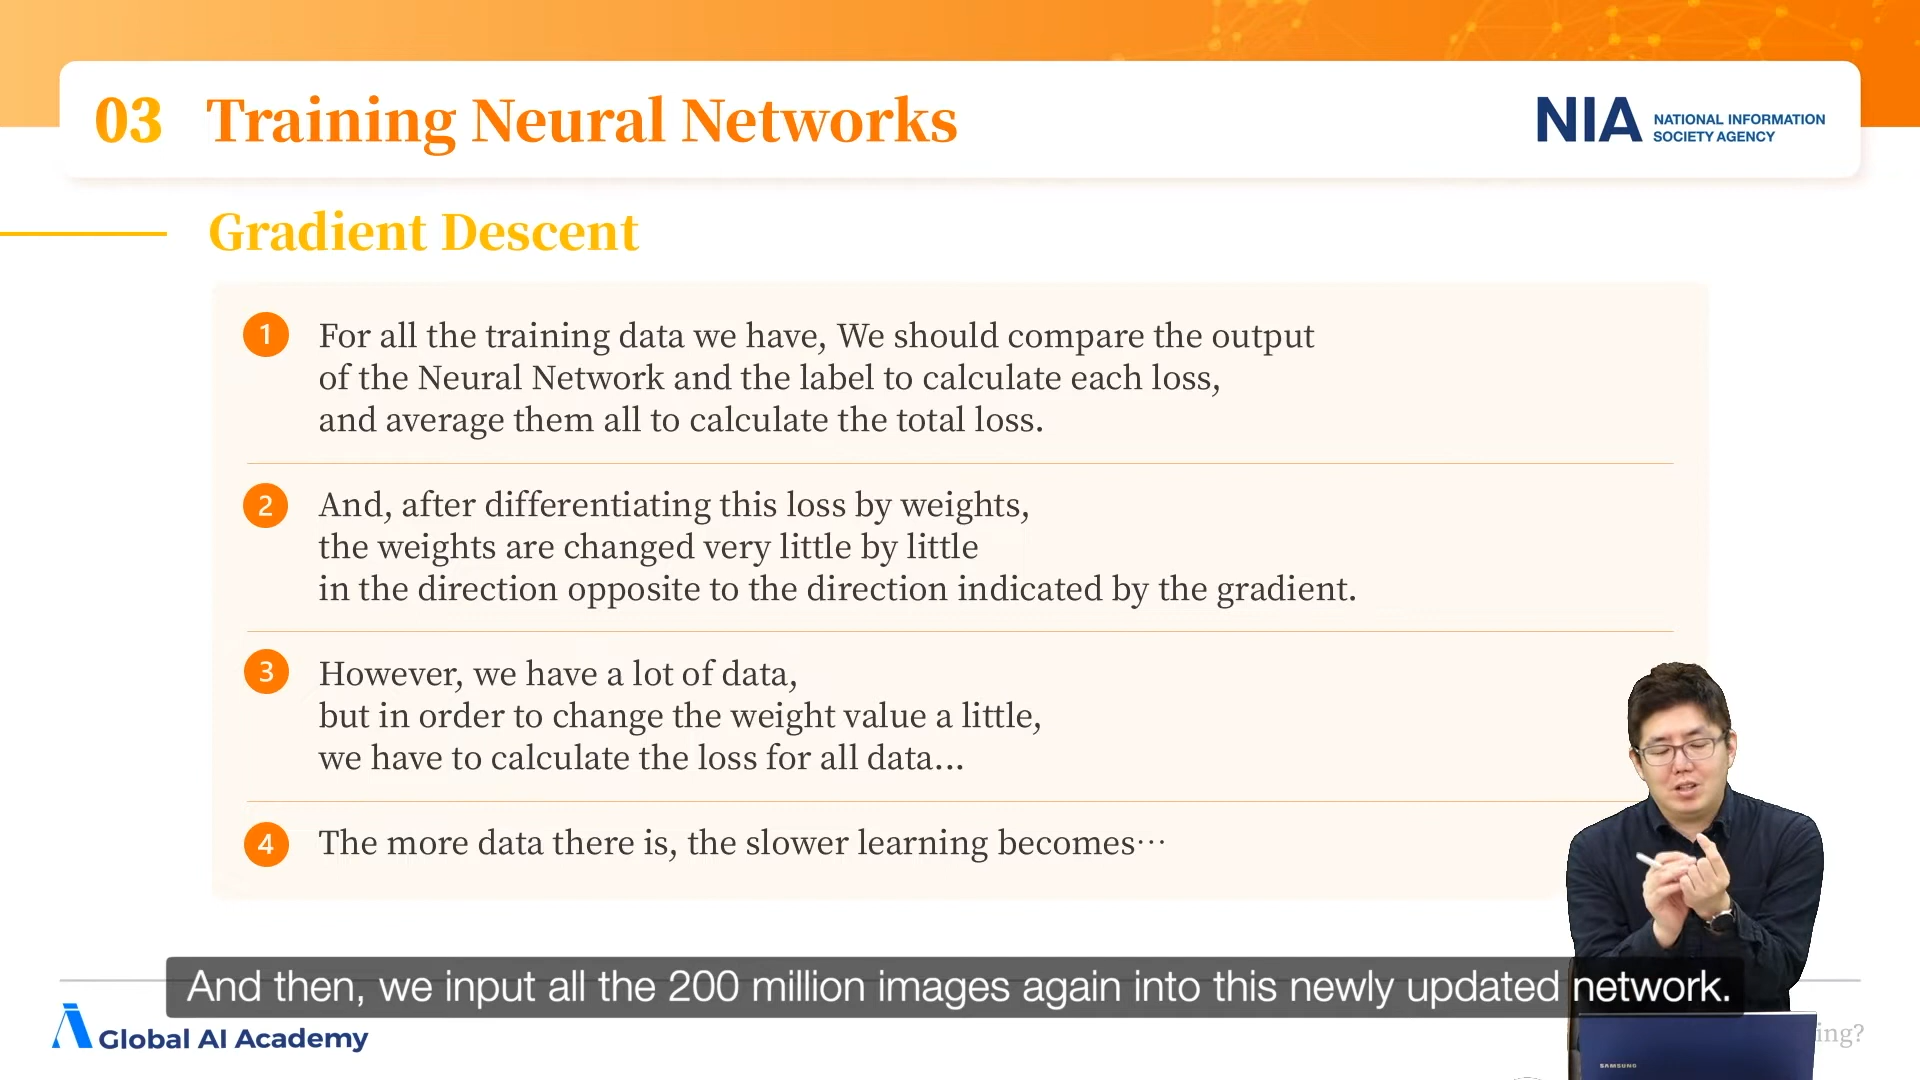 03 Training Neural Networks
NIA NATIONAL INFORMATION
SOCIETY AGENCY
Gradient Descent
1 For all the training data we have, We should compare the output
of the Neural Network and the label to calculate each loss,
and average them all to calculate the total loss.
2 And, after differentiating this loss by weights,
the weights are changed very little by little
in the direction opposite to the direction indicated by the gradient.
3 However, we have a lot of data,
but in order to change the weight value a little,
we have to calculate the loss for all data...
4 The more data there is, the slower learning becomes…
And then, we input all the 200 million images again into this newly updated network.
Global AI Academy
ing?
SAMSUNG